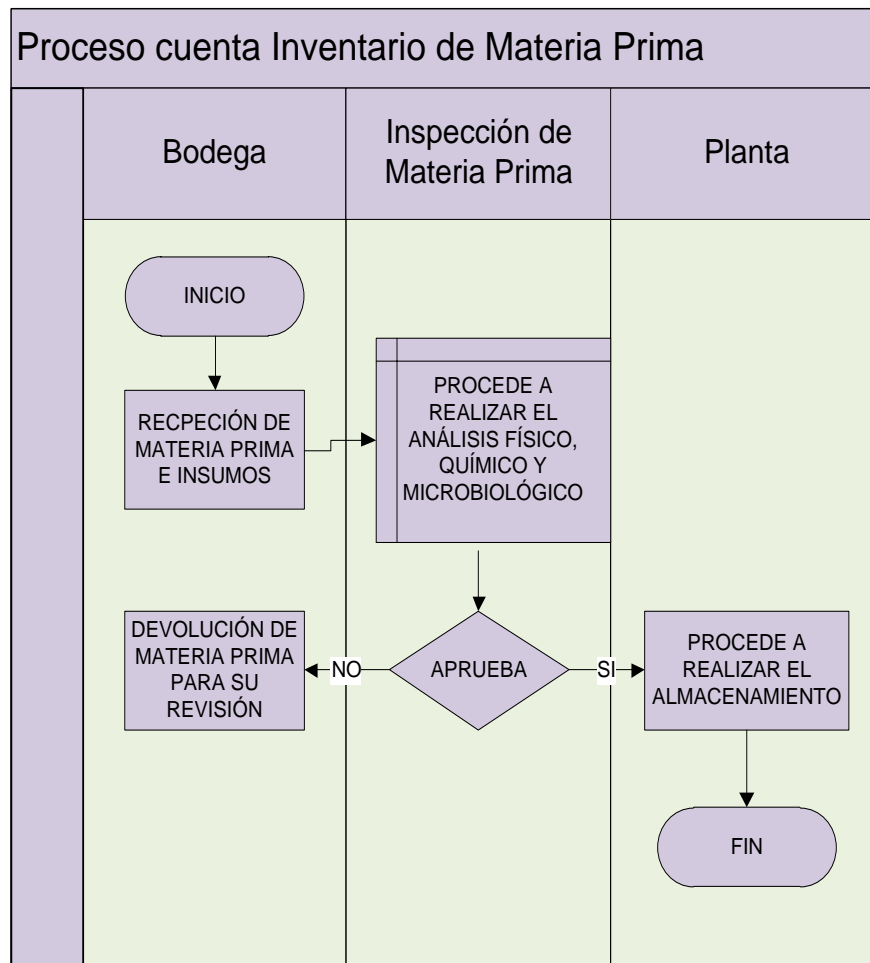 Proceso cuenta Inventario de Materia Prima
Bodega
Inspección de
Materia Prima
Planta
INICIO
RECPECIÓN DE
MATERIA PRIMA
E INSUMOS
PROCEDE A
REALIZAR EL
ANÁLISIS FÍSICO,
QUÍMICO Y
MICROBIOLÓGICO
DEVOLUCIÓN DE
MATERIA PRIMA
PARA SU
REVISIÓN
NO
APRUEBA
SI
PROCEDE A
REALIZAR EL
ALMACENAMIENTO
FIN